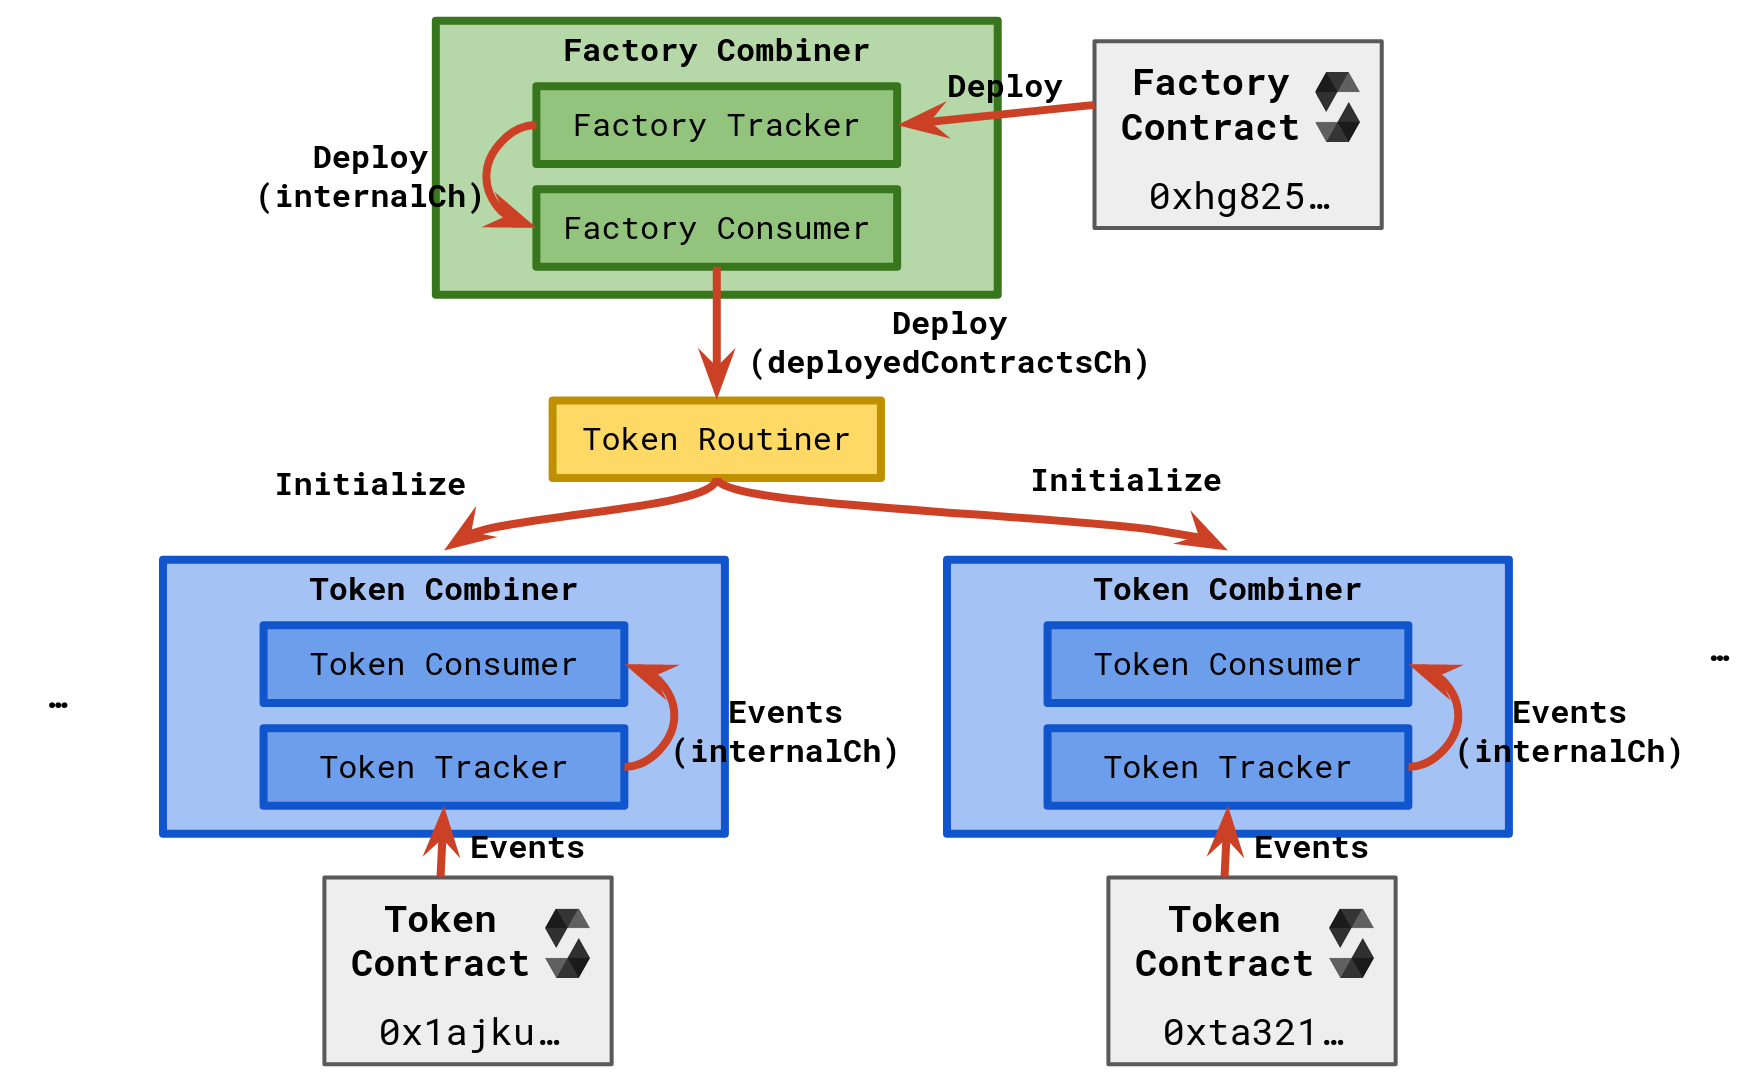 Factory Combiner
Factory Tracker
Deploy
Factory
Contract
0xhg825…
Deploy
(internalCh)
Factory Consumer
Deploy
(deployedContractsCh)
Token Routiner
Initialize
Initialize
Token Combiner
Token Consumer
Events
(internalCh)
Token Tracker
Events
Token
Contract
0x1ajku…
Token Combiner
Token Consumer
Events
(internalCh)
Token Tracker
Events
Token
Contract
0xta321…
…
…